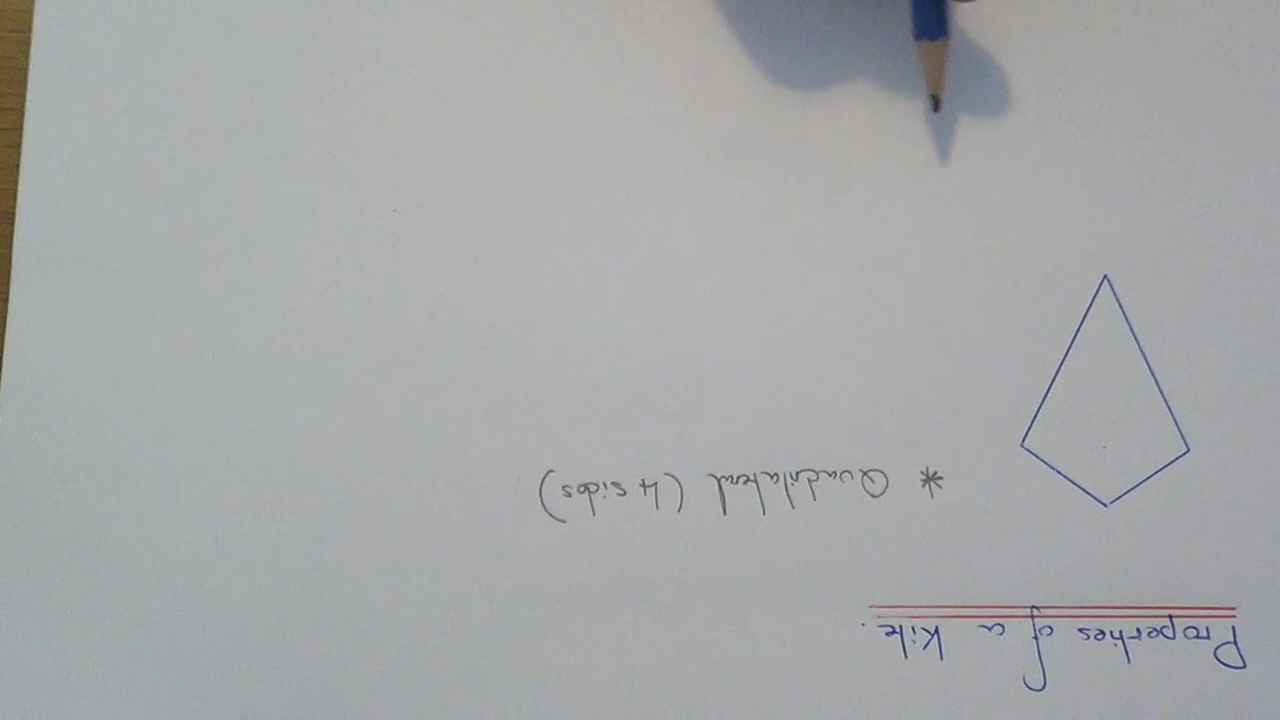 Properties of a Kite.
* Quadrilateral (4 sides)